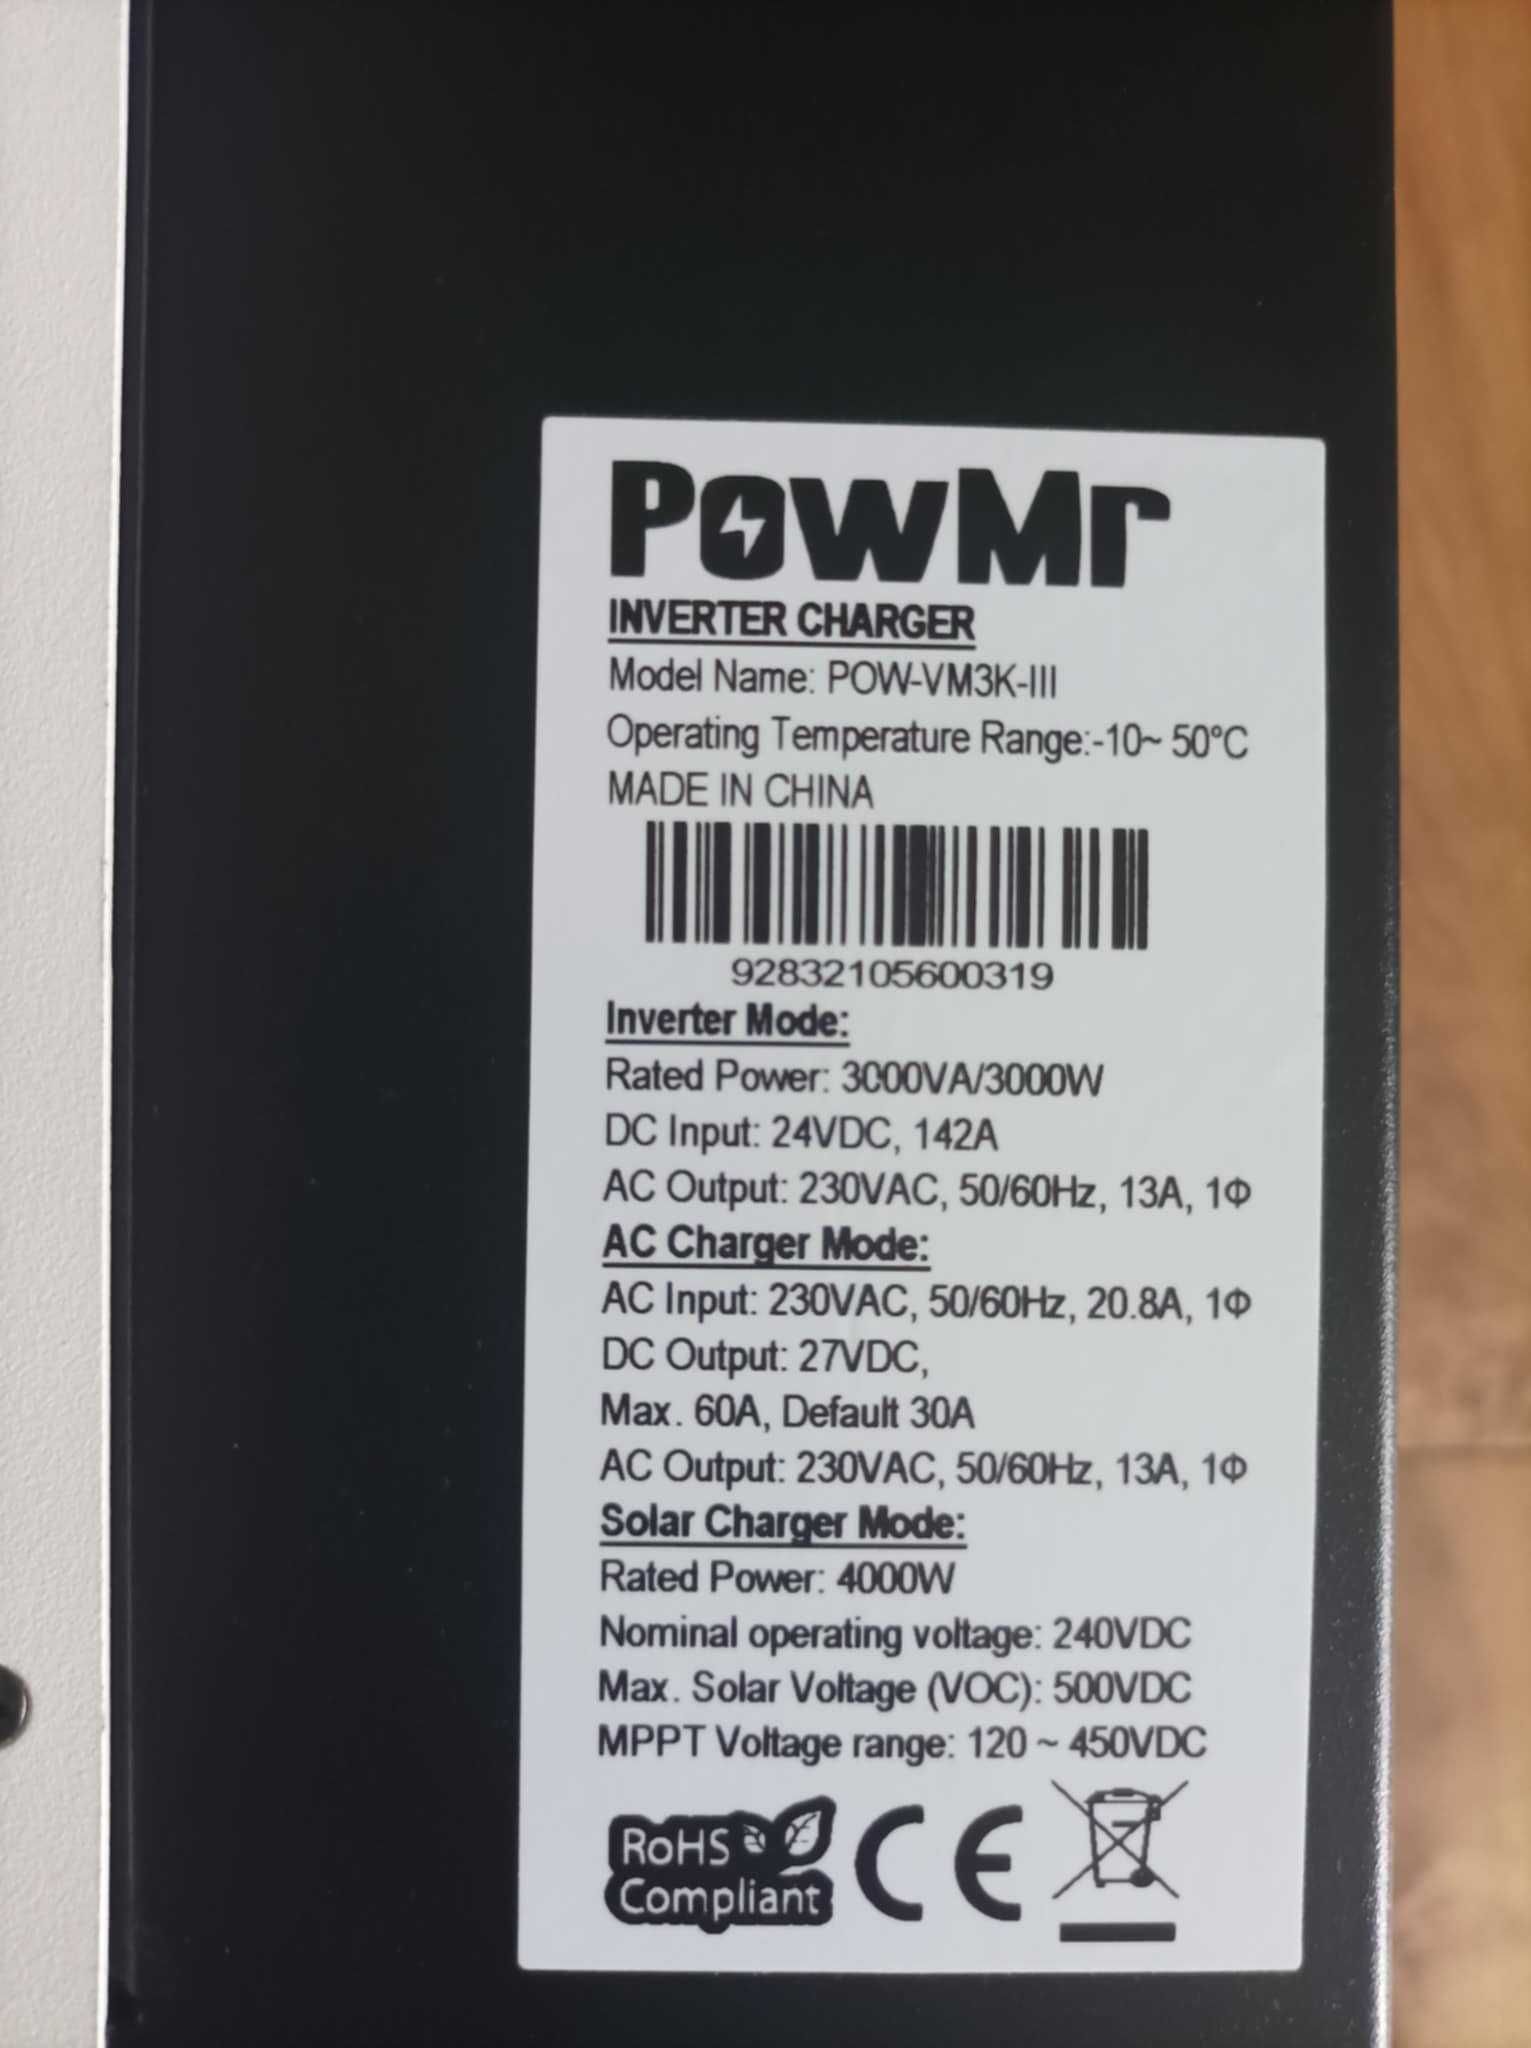 PowMr
INVERTER CHARGER
Model Name: POW-VM3K-III
Operating Temperature Range:-10~ 50°C
MADE IN CHINA
92832105600319
Inverter Mode:
Rated Power: 3000VA/3000W
DC Input: 24VDC, 142A
AC Output: 230VAC, 50/60Hz, 13A, 1Φ
AC Charger Mode:
AC Input: 230VAC, 50/60Hz, 20.8A, 1Φ
DC Output: 27VDC,
Max. 60A, Default 30A
AC Output: 230VAC, 50/60Hz, 13A, 1Φ
Solar Charger Mode:
Rated Power: 4000W
Nominal operating voltage: 240VDC
Max. Solar Voltage (VOC): 500VDC
MPPT Voltage range: 120 ~ 450VDC
RoHS
Compliant
CE